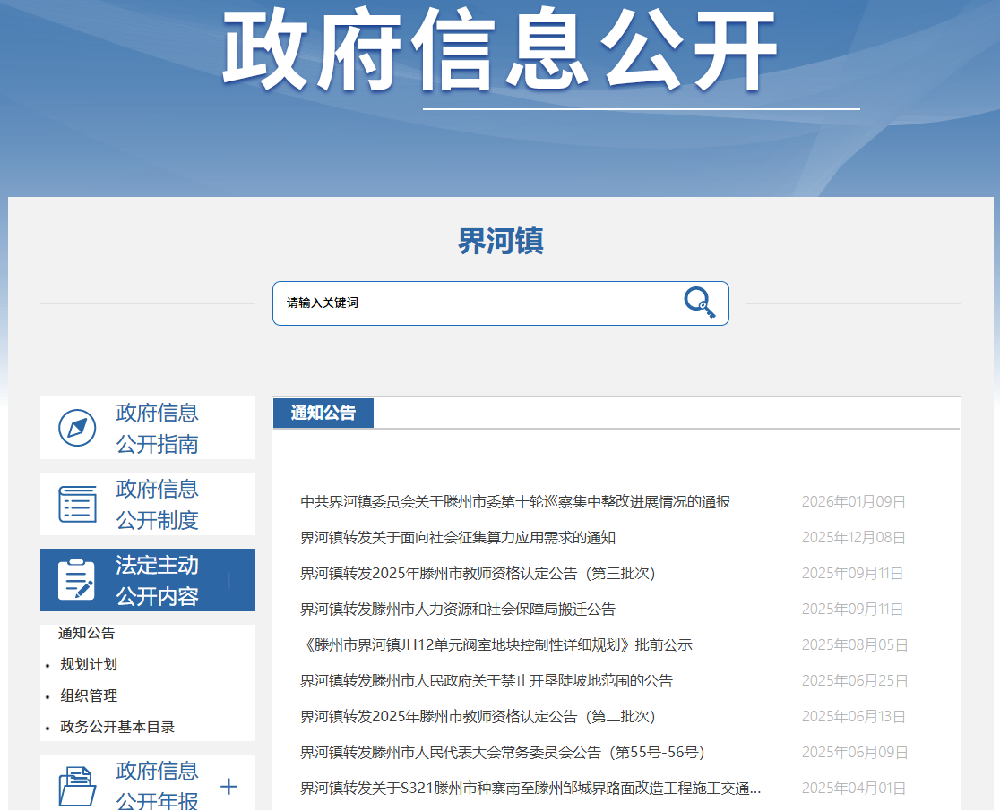 政府信息公开
界河镇
请输入关键词
政府信息
公开指南
政府信息
公开制度
法定主动
公开内容
通知公告
规划计划
组织管理
政务公开基本目录
政府信息
公开年报
通知公告
中共界河镇委员会关于滕州市委第十轮巡察集中整改进展情况的通报 2026年01月09日
界河镇转发关于面向社会征集算力应用需求的通知 2025年12月08日
界河镇转发2025年滕州市教师资格认定公告（第三批次） 2025年09月11日
界河镇转发滕州市人力资源和社会保障局搬迁公告 2025年09月11日
《滕州市界河镇JH12单元阀室地块控制性详细规划》批前公示 2025年08月05日
界河镇转发滕州市人民政府关于禁止开垦陡坡地范围的公告 2025年06月25日
界河镇转发2025年滕州市教师资格认定公告（第二批次） 2025年06月13日
界河镇转发滕州市人民代表大会常务委员会公告（第55号-56号） 2025年06月09日
界河镇转发关于S321滕州市种寨南至滕州邹城界路面改造工程施工交通... 2025年04月01日